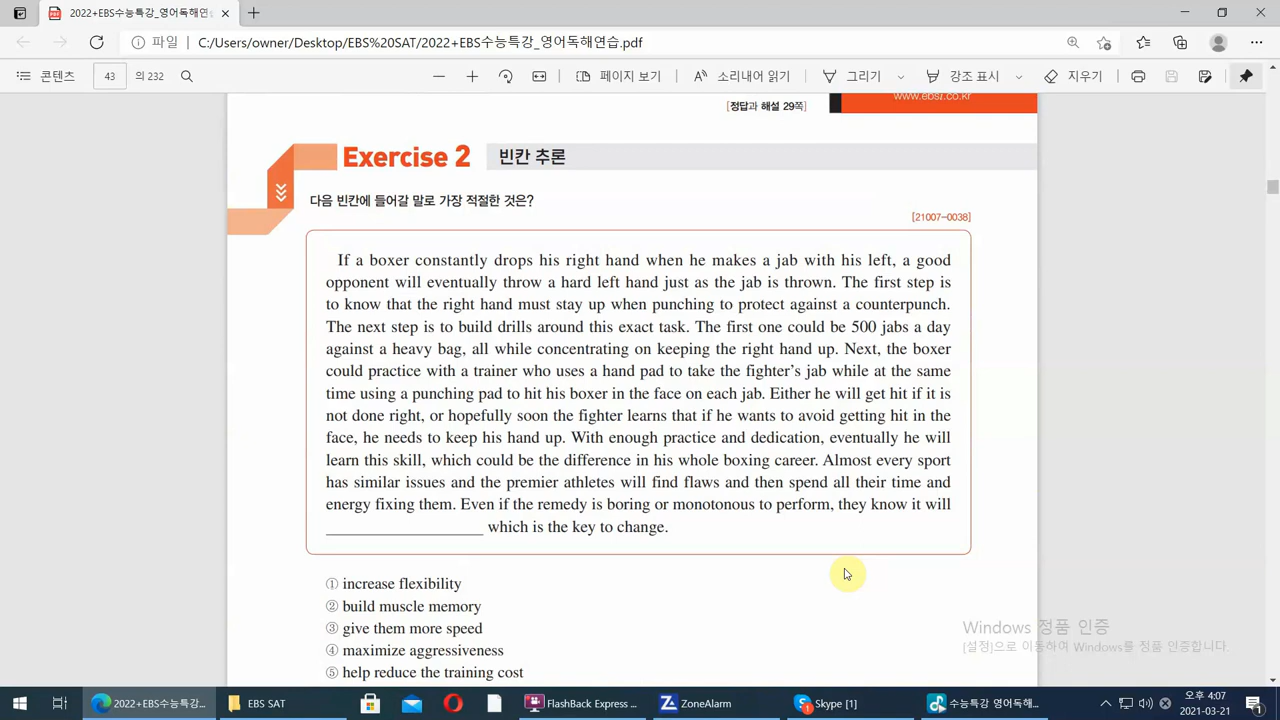 2022+EBS수능특강_영어독해연
파일 C:/Users/owner/Desktop/EBS%20SAT/2022+EBS수능특강_영어독해연습.pdf
콘텐츠 43 의 232 페이지 보기 소리내어 읽기 그리기 강조 표시 지우기
[정답과 해설 29쪽] www.ebsi.co.kr
Exercise 2 빈칸 추론
다음 빈칸에 들어갈 말로 가장 적절한 것은?
[21007-0038]
If a boxer constantly drops his right hand when he makes a jab with his left, a good
opponent will eventually throw a hard left hand just as the jab is thrown. The first step is
to know that the right hand must stay up when punching to protect against a counterpunch.
The next step is to build drills around this exact task. The first one could be 500 jabs a day
against a heavy bag, all while concentrating on keeping the right hand up. Next, the boxer
could practice with a trainer who uses a hand pad to take the fighter's jab while at the same
time using a punching pad to hit his boxer in the face on each jab. Either he will get hit if it is
not done right, or hopefully soon the fighter learns that if he wants to avoid getting hit in the
face, he needs to keep his hand up. With enough practice and dedication, eventually he will
learn this skill, which could be the difference in his whole boxing career. Almost every sport
has similar issues and the premier athletes will find flaws and then spend all their time and
energy fixing them. Even if the remedy is boring or monotonous to perform, they know it will
____________________ which is the key to change.
① increase flexibility
② build muscle memory
③ give them more speed
④ maximize aggressiveness
⑤ help reduce the training cost
Windows 정품 인증
[설정]으로 이동하여 Windows를 정품 인증합니다.
2022+EBS수능특강... EBS SAT FlashBack Express ... ZoneAlarm Skype [1] 수능특강 영어독해... 오후 4:07
2021-03-21